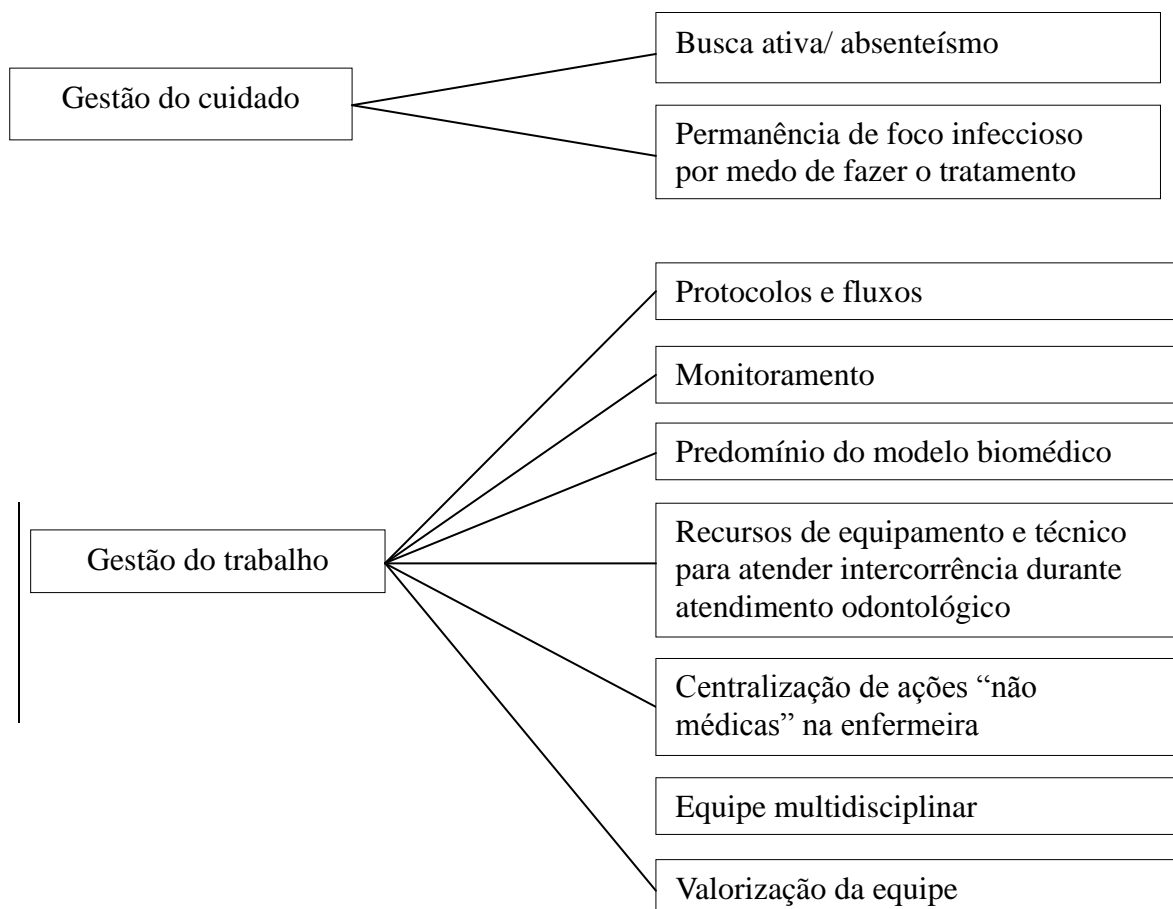 Gestão do cuidado
Busca ativa/ absenteísmo
Permanência de foco infeccioso
por medo de fazer o tratamento
Gestão do trabalho
Protocolos e fluxos
Monitoramento
Predomínio do modelo biomédico
Recursos de equipamento e técnico
para atender intercorrência durante
atendimento odontológico
Centralização de ações “não
médicas” na enfermeira
Equipe multidisciplinar
Valorização da equipe